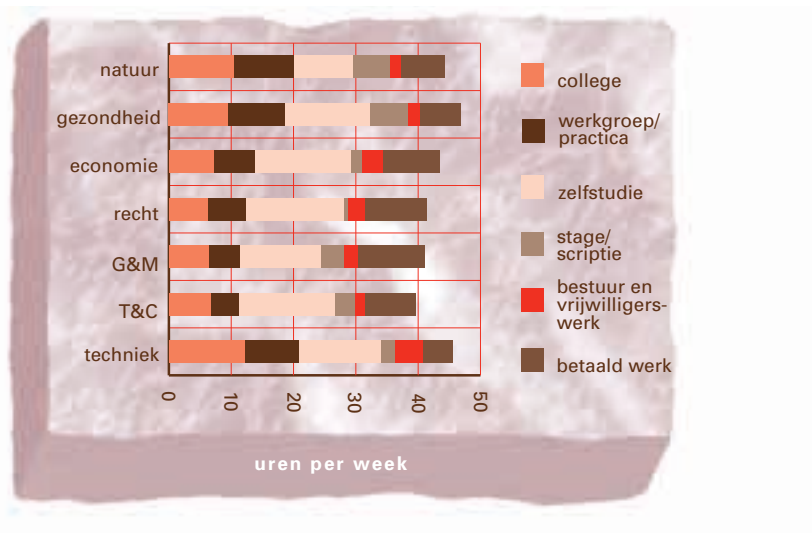 natuur
gezondheid
economie
recht
G&M
T&C
techniek
0
10
20
30
40
50
uren per week
college
werkgroep/
practica
zelfstudie
stage/
scriptie
bestuur en
vrijwilligers-
werk
betaald werk